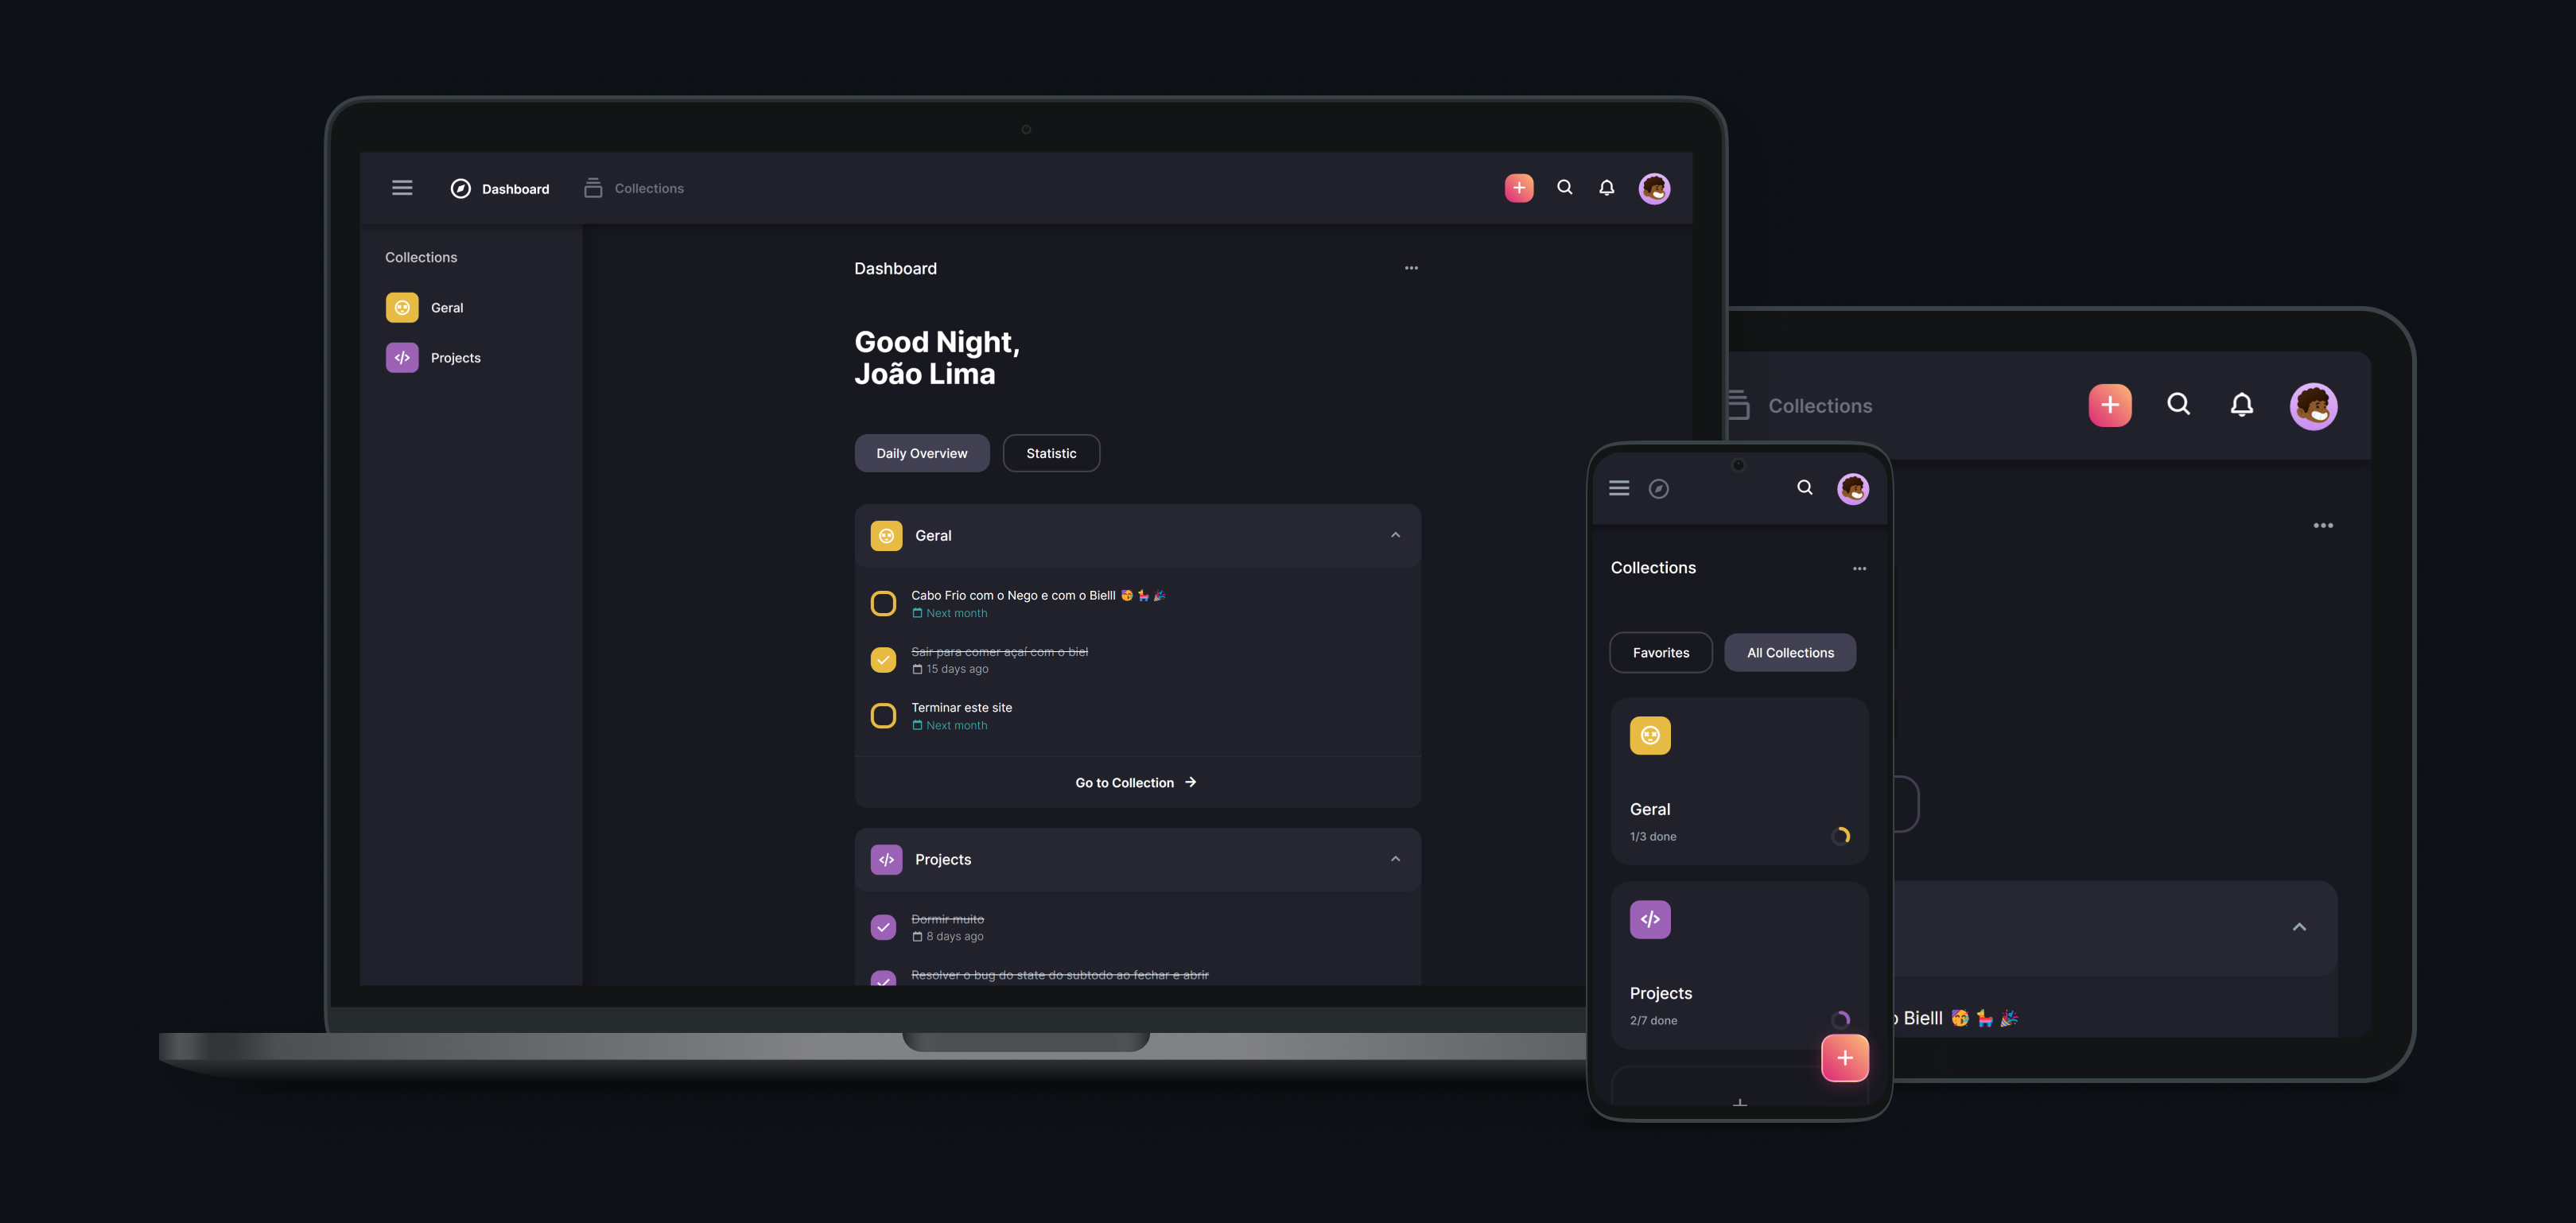 Dashboard
Collections
Collections
Geral
Projects
Dashboard
Good Night,
João Lima
Daily Overview
Statistic
Geral
Cabo Frio com o Nego e com o Bielll 🥳 🪅 🎉
Next month
Sair para comer açaí com o biel
15 days ago
Terminar este site
Next month
Go to Collection →
Projects
Dormir muito
8 days ago
Resolver o bug do state do subtodo ao fechar e abrir
Collections
Bielll 🥳 🪅 🎉
Collections
Favorites
All Collections
Geral
1/3 done
Projects
2/7 done